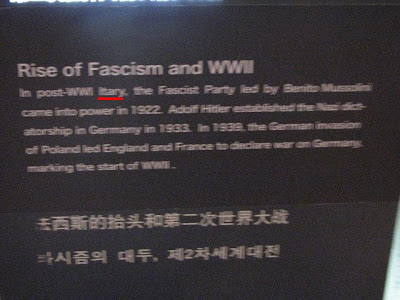 Rise of Fascism and WWII
In post-WWI Itary, the Fascist Party led by Benito Mussolini
came into power in 1922. Adolf Hitler established the Nazi dict-
atorship in Germany in 1933. In 1939, the German invasion
of Poland led England and France to declare war on Germany,
marking the start of WWII.
法西斯的抬头和第二次世界大战
파시즘의 대두, 제2차세계대전